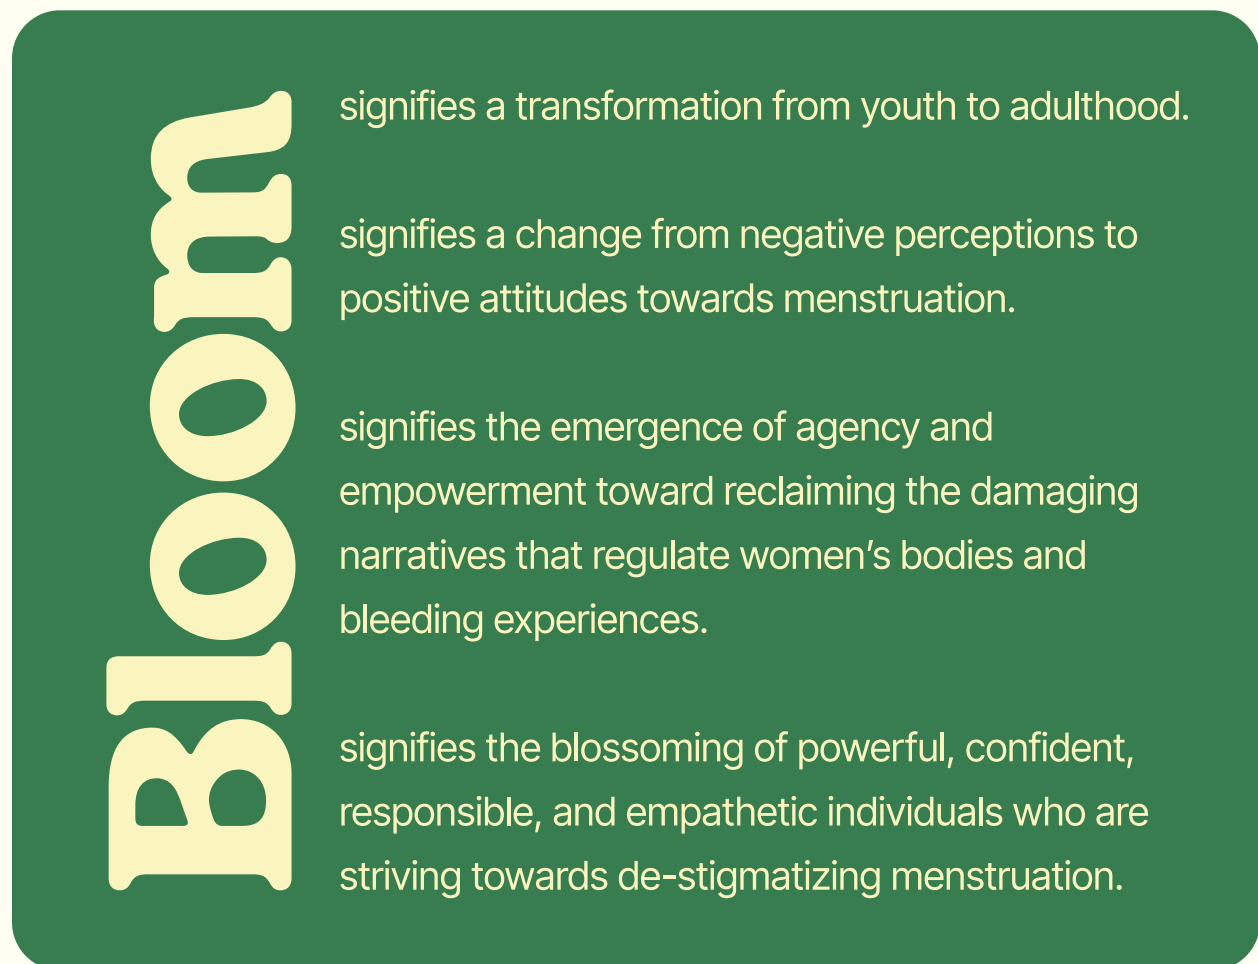 Bloom
signifies a transformation from youth to adulthood.
signifies a change from negative perceptions to
positive attitudes towards menstruation.
signifies the emergence of agency and
empowerment toward reclaiming the damaging
narratives that regulate women’s bodies and
bleeding experiences.
signifies the blossoming of powerful, confident,
responsible, and empathetic individuals who are
striving towards de-stigmatizing menstruation.